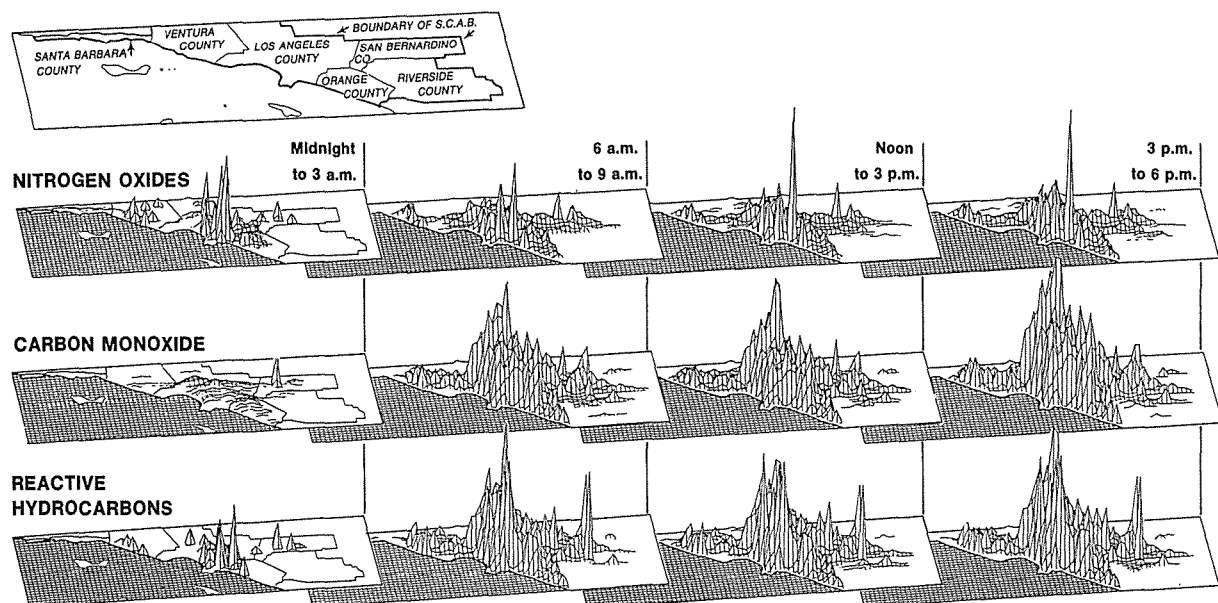 VENTURA
COUNTY
BOUNDARY OF S.C.A.B.
SANTA BARBARA
COUNTY
LOS ANGELES
COUNTY
SAN BERNARDINO
CO.
ORANGE
COUNTY
RIVERSIDE
COUNTY
Midnight
to 3 a.m.
6 a.m.
to 9 a.m.
Noon
to 3 p.m.
3 p.m.
to 6 p.m.
NITROGEN OXIDES
CARBON MONOXIDE
REACTIVE
HYDROCARBONS